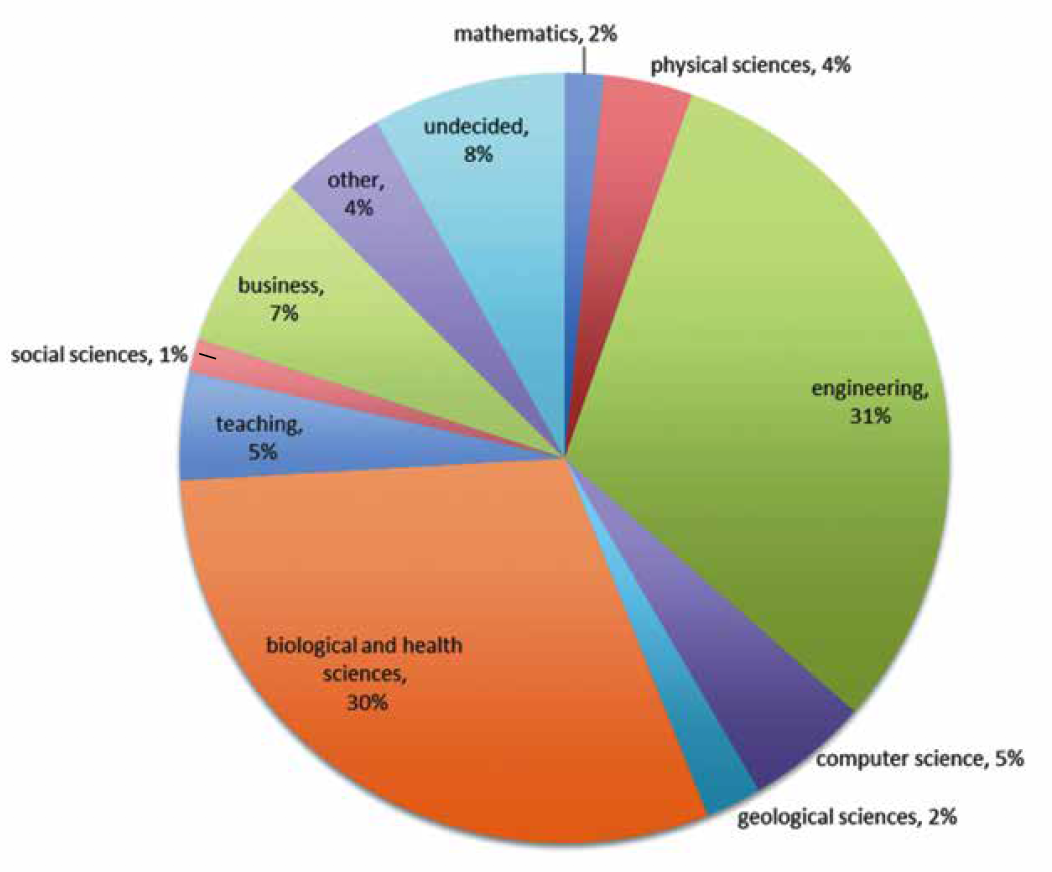 mathematics, 2%
physical sciences, 4%
undecided,
8%
other,
4%
business,
7%
social sciences, 1%
engineering,
31%
teaching,
5%
biological and health
sciences,
30%
computer science, 5%
geological sciences, 2%